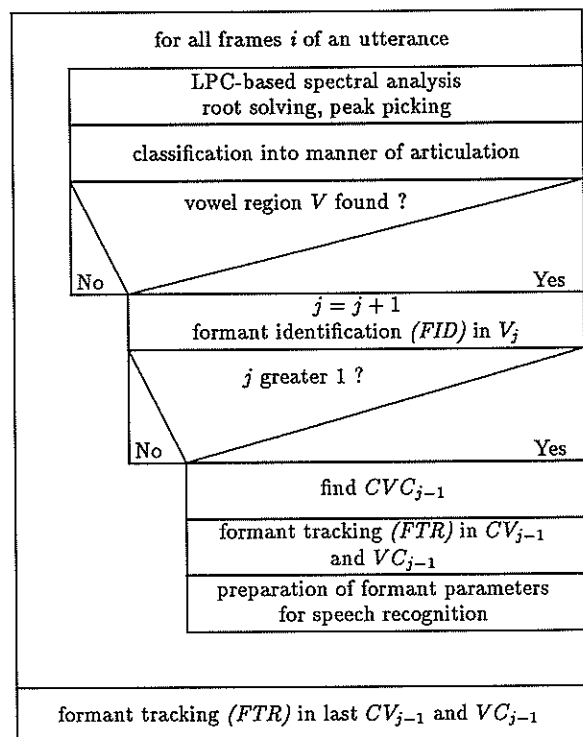 for all frames i of an utterance
LPC-based spectral analysis
root solving, peak picking
classification into manner of articulation
vowel region V found ?
No
Yes
j = j + 1
formant identification (FID) in V_j
j greater 1 ?
No
Yes
find CVC_{j-1}
formant tracking (FTR) in CV_{j-1}
and VC_{j-1}
preparation of formant parameters
for speech recognition
formant tracking (FTR) in last CV_{j-1} and VC_{j-1}